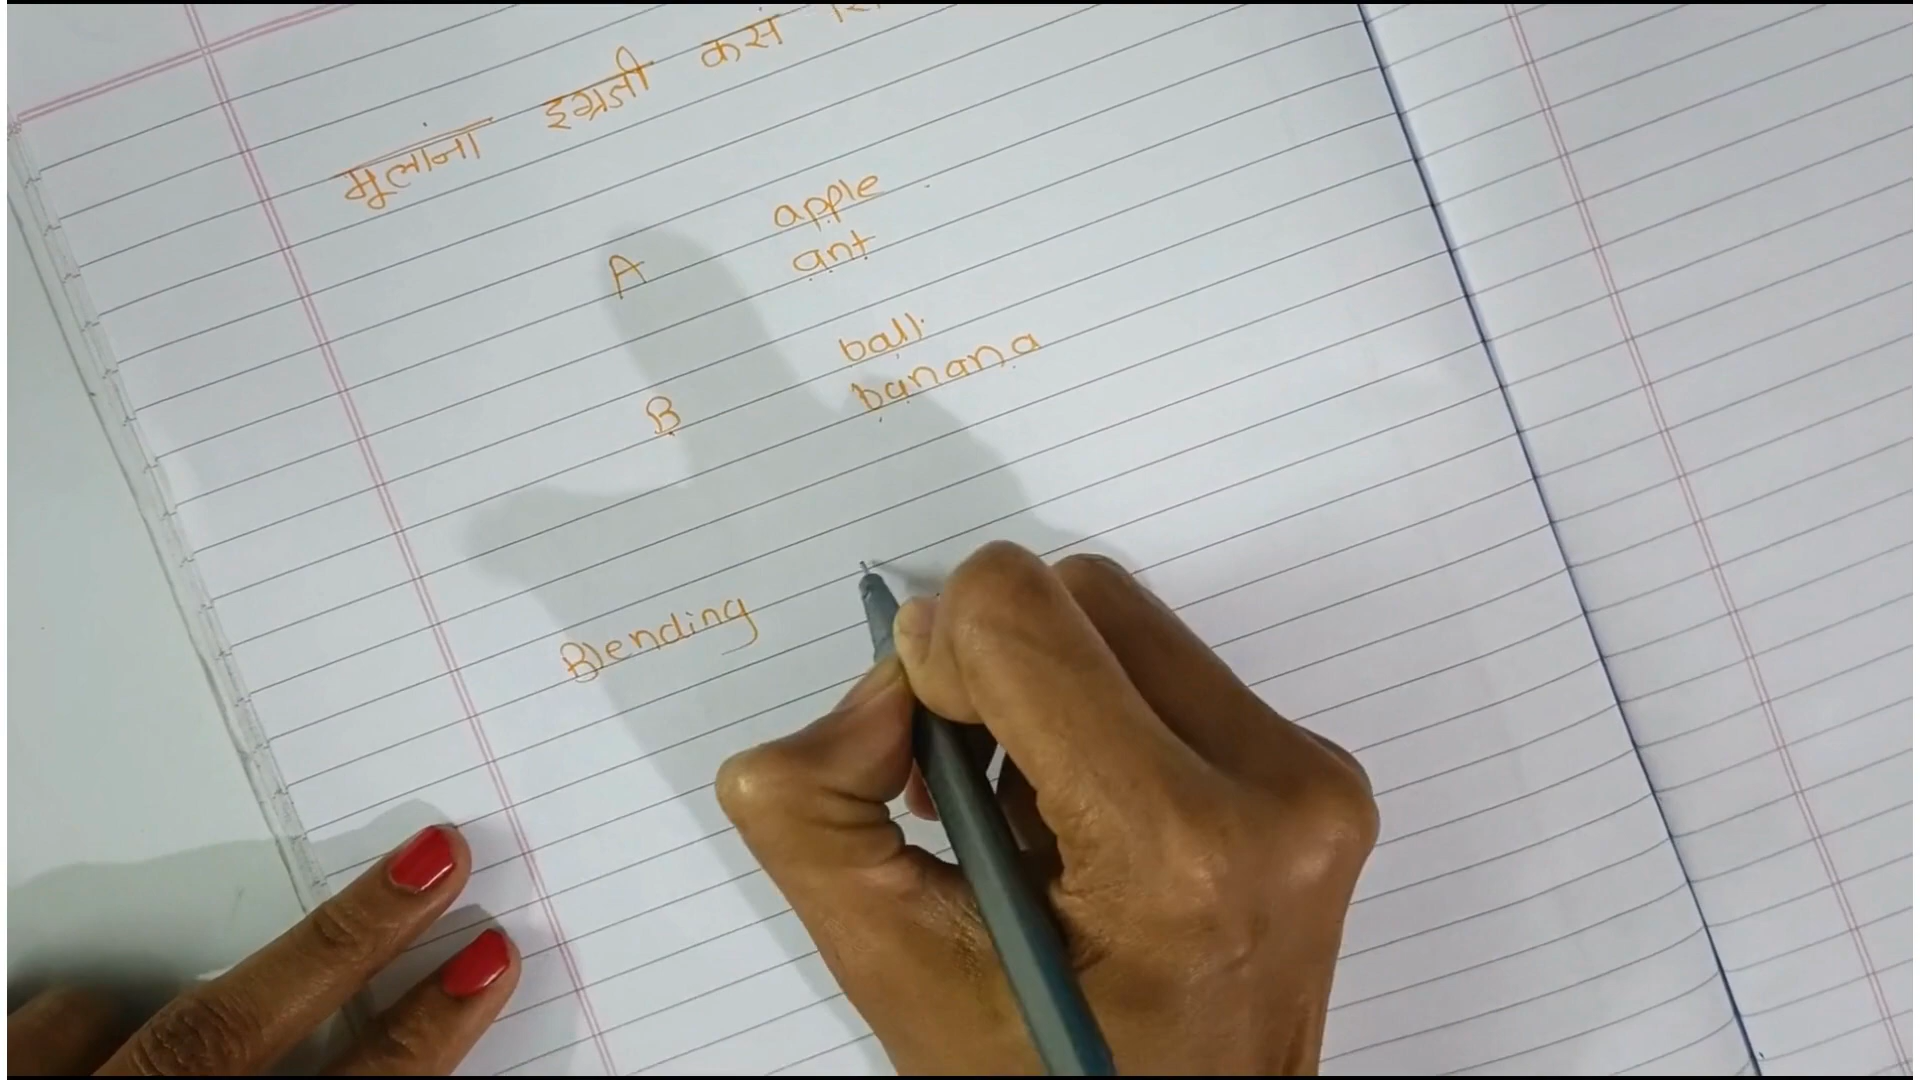 मूलांना इंग्रजी कसं
A apple
ant
B ball
banana
Blending